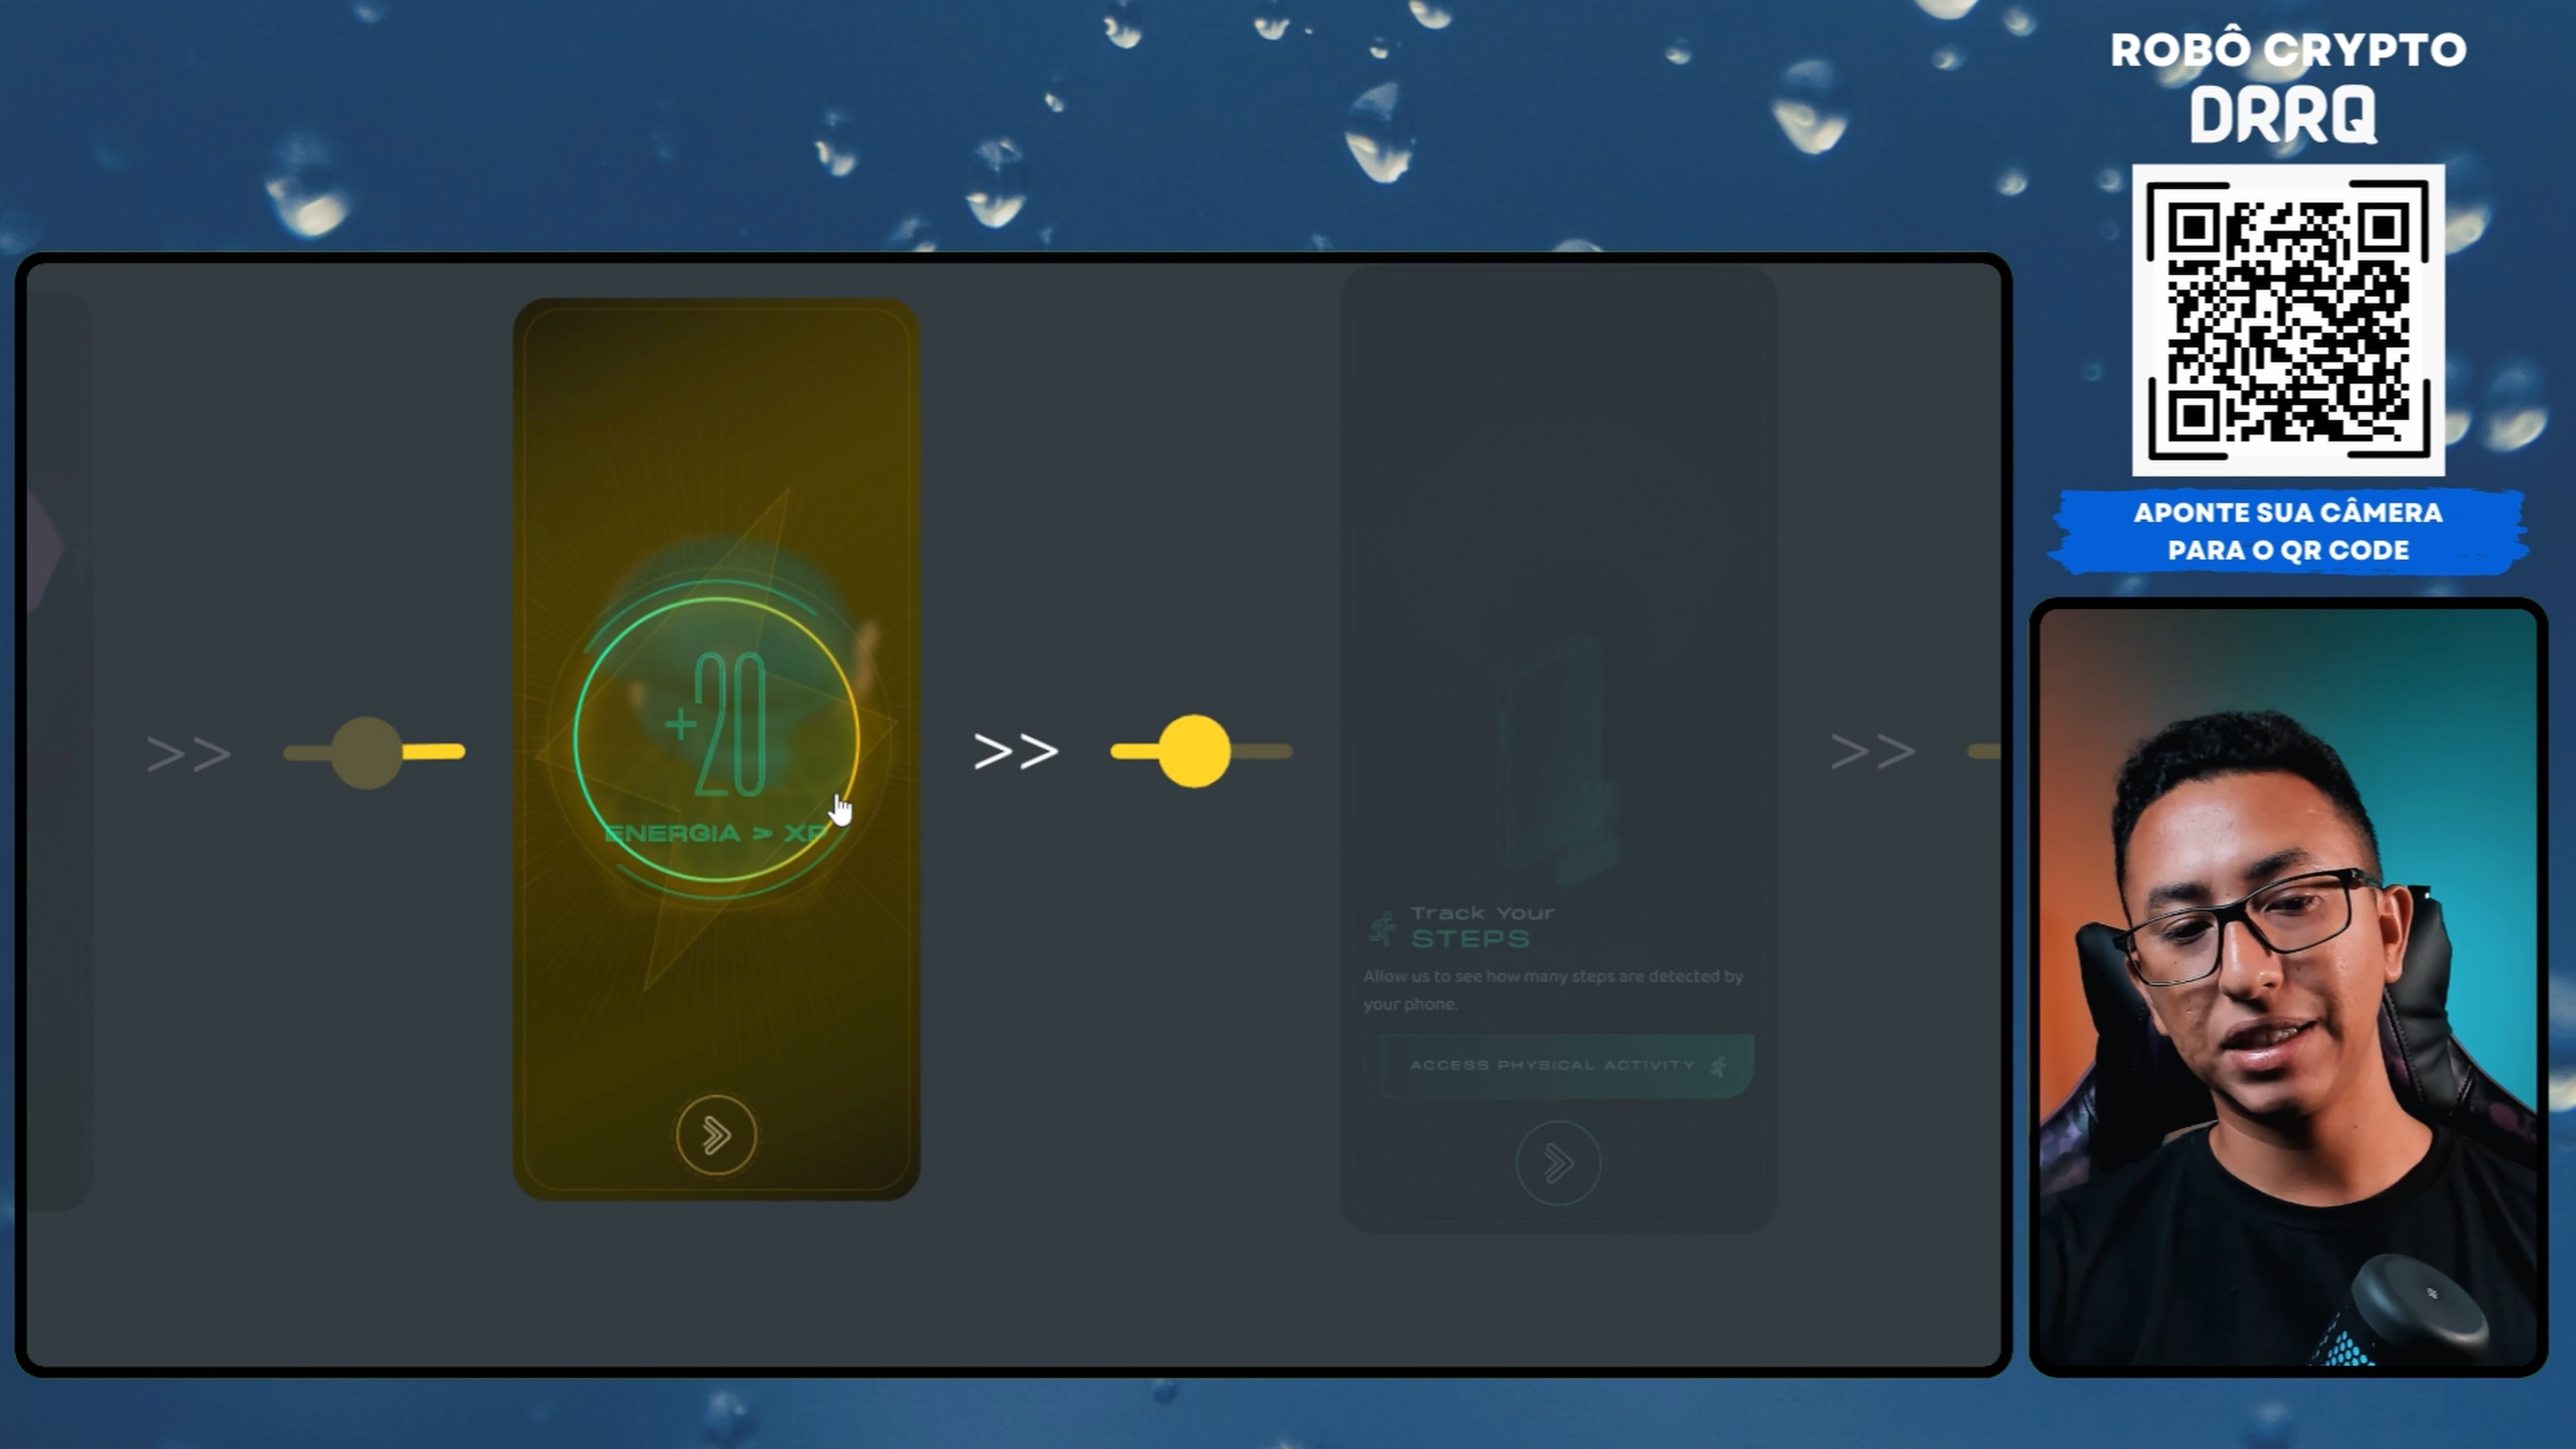 ROBÔ CRYPTO
DRRQ
APONTE SUA CÂMERA
PARA O QR CODE
>>
+20
ENERGIA > XP
>>
Track Your
STEPS
Allow us to see how many steps are detected by
your phone.
ACCESS PHYSICAL ACTIVITY
>>